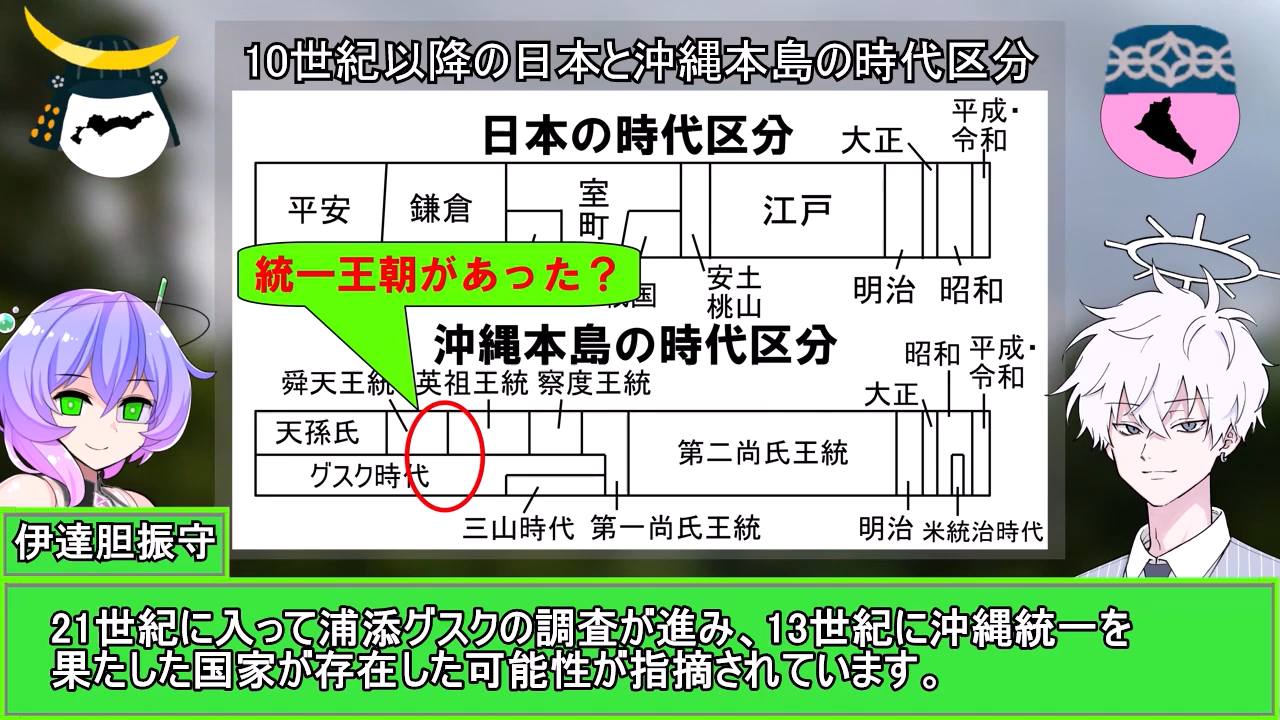 10世紀以降の日本と沖縄本島の時代区分
日本の時代区分
大正
平成・
令和
平安
鎌倉
室
町
江戸
安土
桃山
明治
昭和
統一王朝があった？
国
沖縄本島の時代区分
舜天王統
英祖王統
察度王統
大正
昭和
平成・
令和
天孫氏
グスク時代
第二尚氏王統
三山時代
第一尚氏王統
明治
米統治時代
伊達胆振守
21世紀に入って浦添グスクの調査が進み、13世紀に沖縄統一を
果たした国家が存在した可能性が指摘されています。